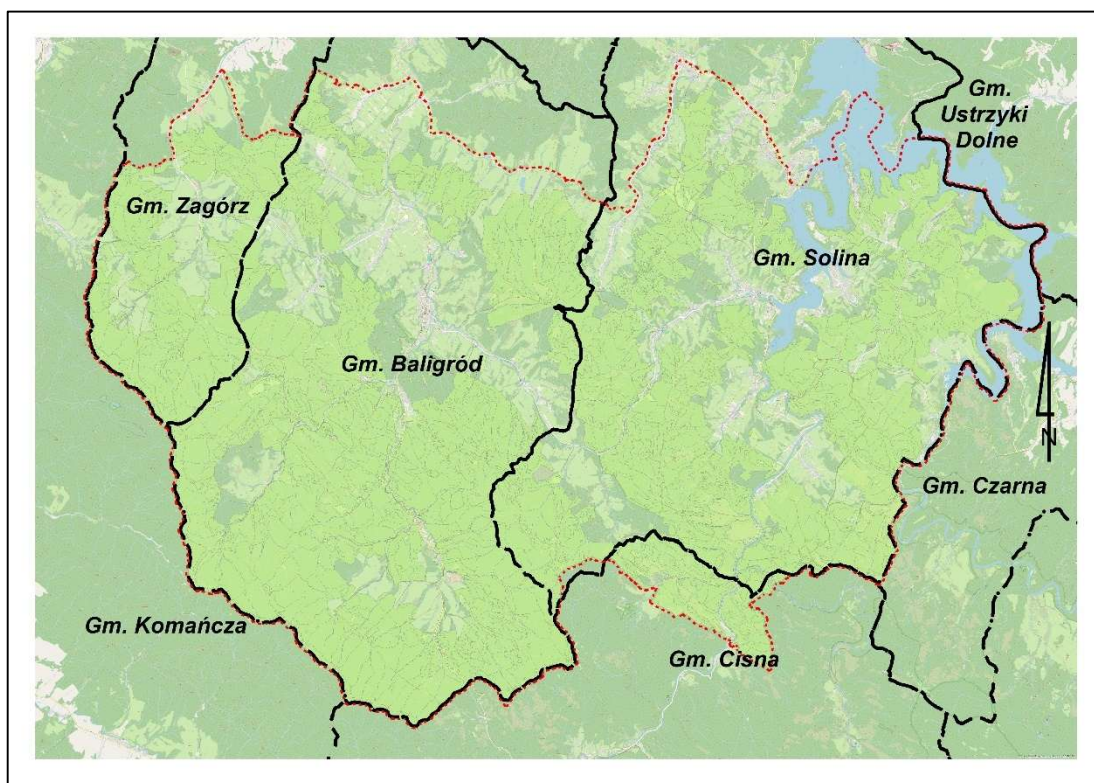 Gm.
Ustrzyki
Dolne
Gm. Zagórz
Gm. Solina
Gm. Baligród
N
Gm. Czarna
Gm. Komańcza
Gm. Cisna